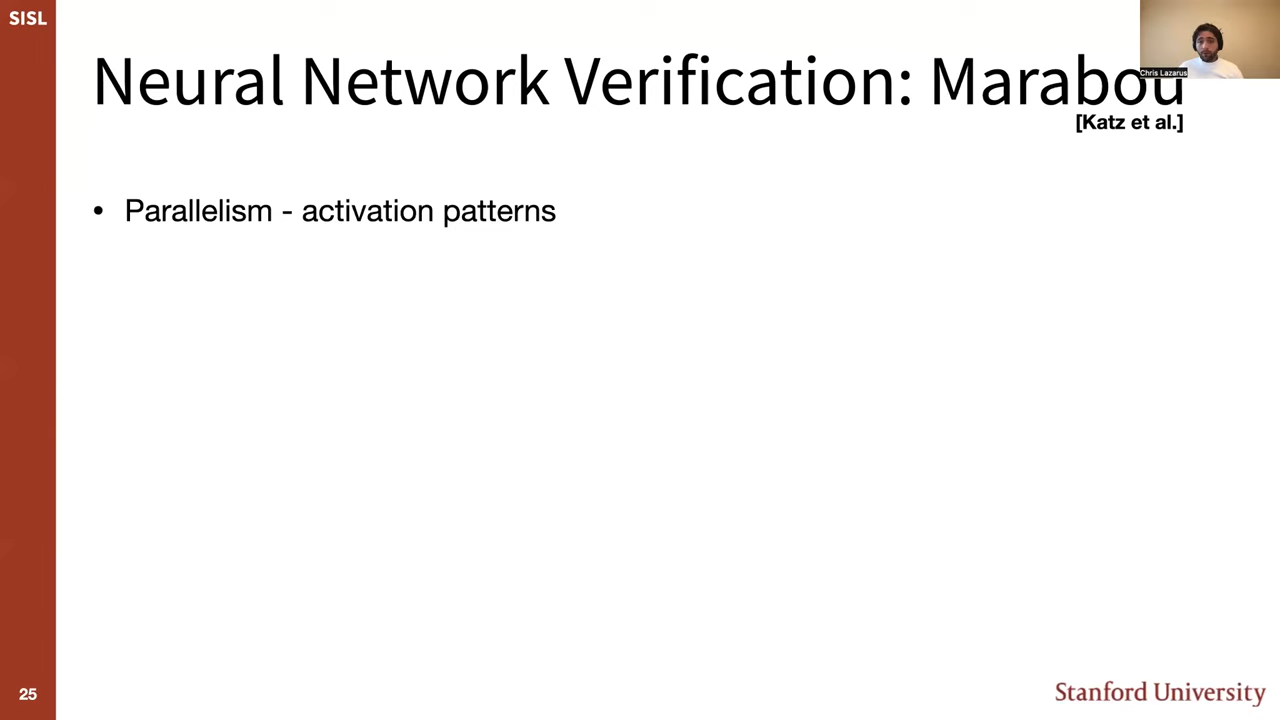 SISL
Neural Network Verification: Marabou
Chris Lazarus
[Katz et al.]
• Parallelism - activation patterns
25
Stanford University